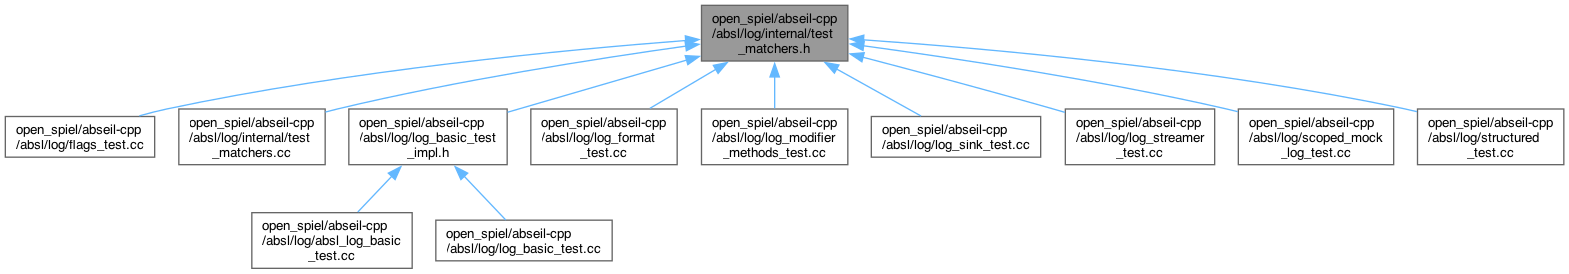 open_spiel/abseil-cpp
/absl/log/internal/test
_matchers.h
open_spiel/abseil-cpp
/absl/log/flags_test.cc
open_spiel/abseil-cpp
/absl/log/internal/test
_matchers.cc
open_spiel/abseil-cpp
/absl/log/log_basic_test
_impl.h
open_spiel/abseil-cpp
/absl/log/log_format
_test.cc
open_spiel/abseil-cpp
/absl/log/log_modifier
_methods_test.cc
open_spiel/abseil-cpp
/absl/log/log_sink_test.cc
open_spiel/abseil-cpp
/absl/log/log_streamer
_test.cc
open_spiel/abseil-cpp
/absl/log/scoped_mock
_log_test.cc
open_spiel/abseil-cpp
/absl/log/structured
_test.cc
open_spiel/abseil-cpp
/absl/log/absl_log_basic
_test.cc
open_spiel/abseil-cpp
/absl/log/log_basic_test.cc